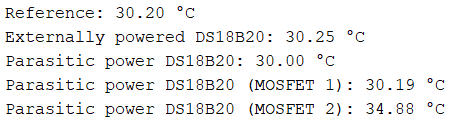 Reference: 30.20 °C
Externally powered DS18B20: 30.25 °C
Parasitic power DS18B20: 30.00 °C
Parasitic power DS18B20 (MOSFET 1): 30.19 °C
Parasitic power DS18B20 (MOSFET 2): 34.88 °C